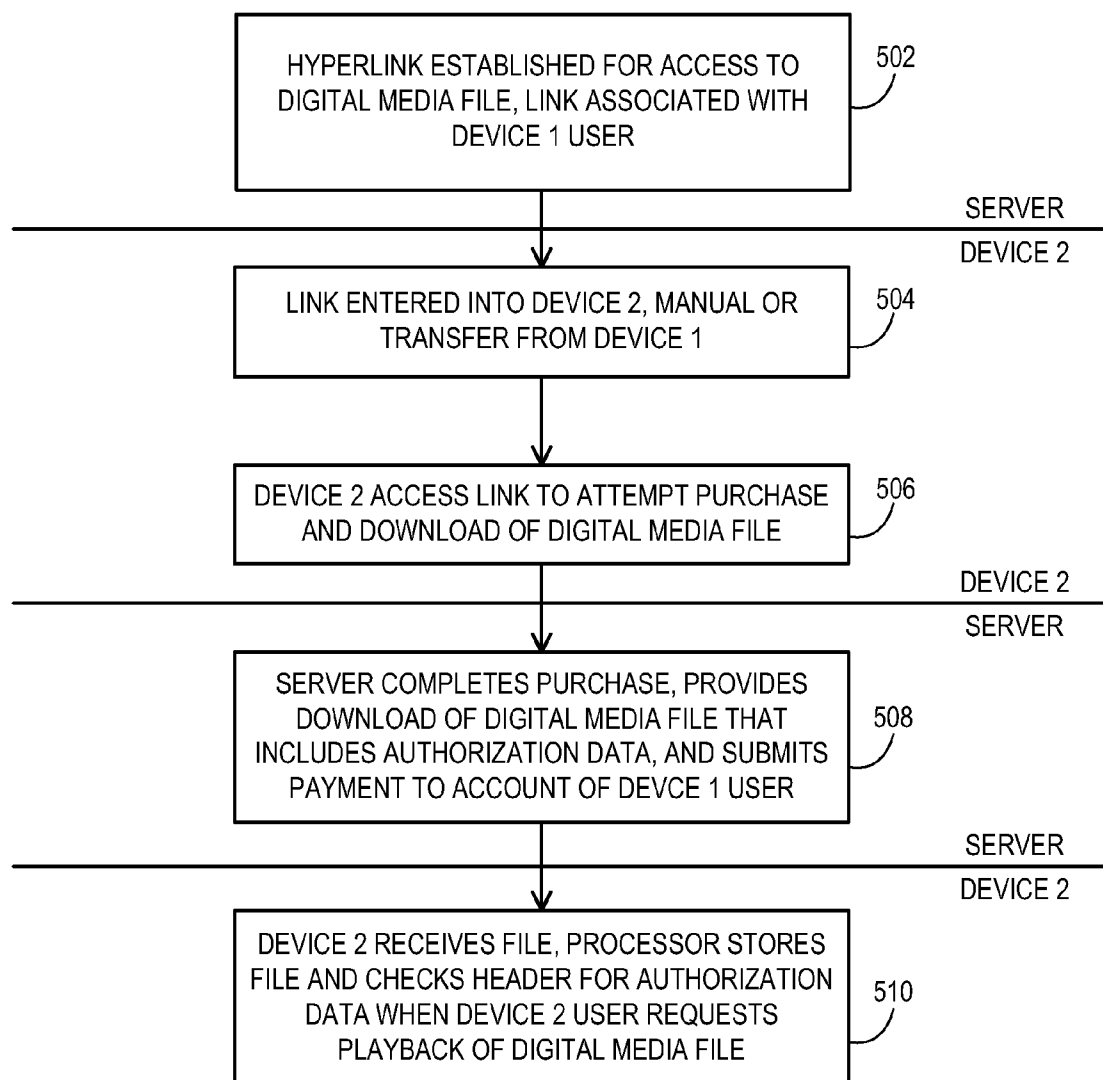 HYPERLINK ESTABLISHED FOR ACCESS TO
DIGITAL MEDIA FILE, LINK ASSOCIATED WITH
DEVICE 1 USER
502
SERVER
DEVICE 2
LINK ENTERED INTO DEVICE 2, MANUAL OR
TRANSFER FROM DEVICE 1
504
DEVICE 2 ACCESS LINK TO ATTEMPT PURCHASE
AND DOWNLOAD OF DIGITAL MEDIA FILE
506
DEVICE 2
SERVER
SERVER COMPLETES PURCHASE, PROVIDES
DOWNLOAD OF DIGITAL MEDIA FILE THAT
INCLUDES AUTHORIZATION DATA, AND SUBMITS
PAYMENT TO ACCOUNT OF DEVCE 1 USER
508
SERVER
DEVICE 2
DEVICE 2 RECEIVES FILE, PROCESSOR STORES
FILE AND CHECKS HEADER FOR AUTHORIZATION
DATA WHEN DEVICE 2 USER REQUESTS
PLAYBACK OF DIGITAL MEDIA FILE
510